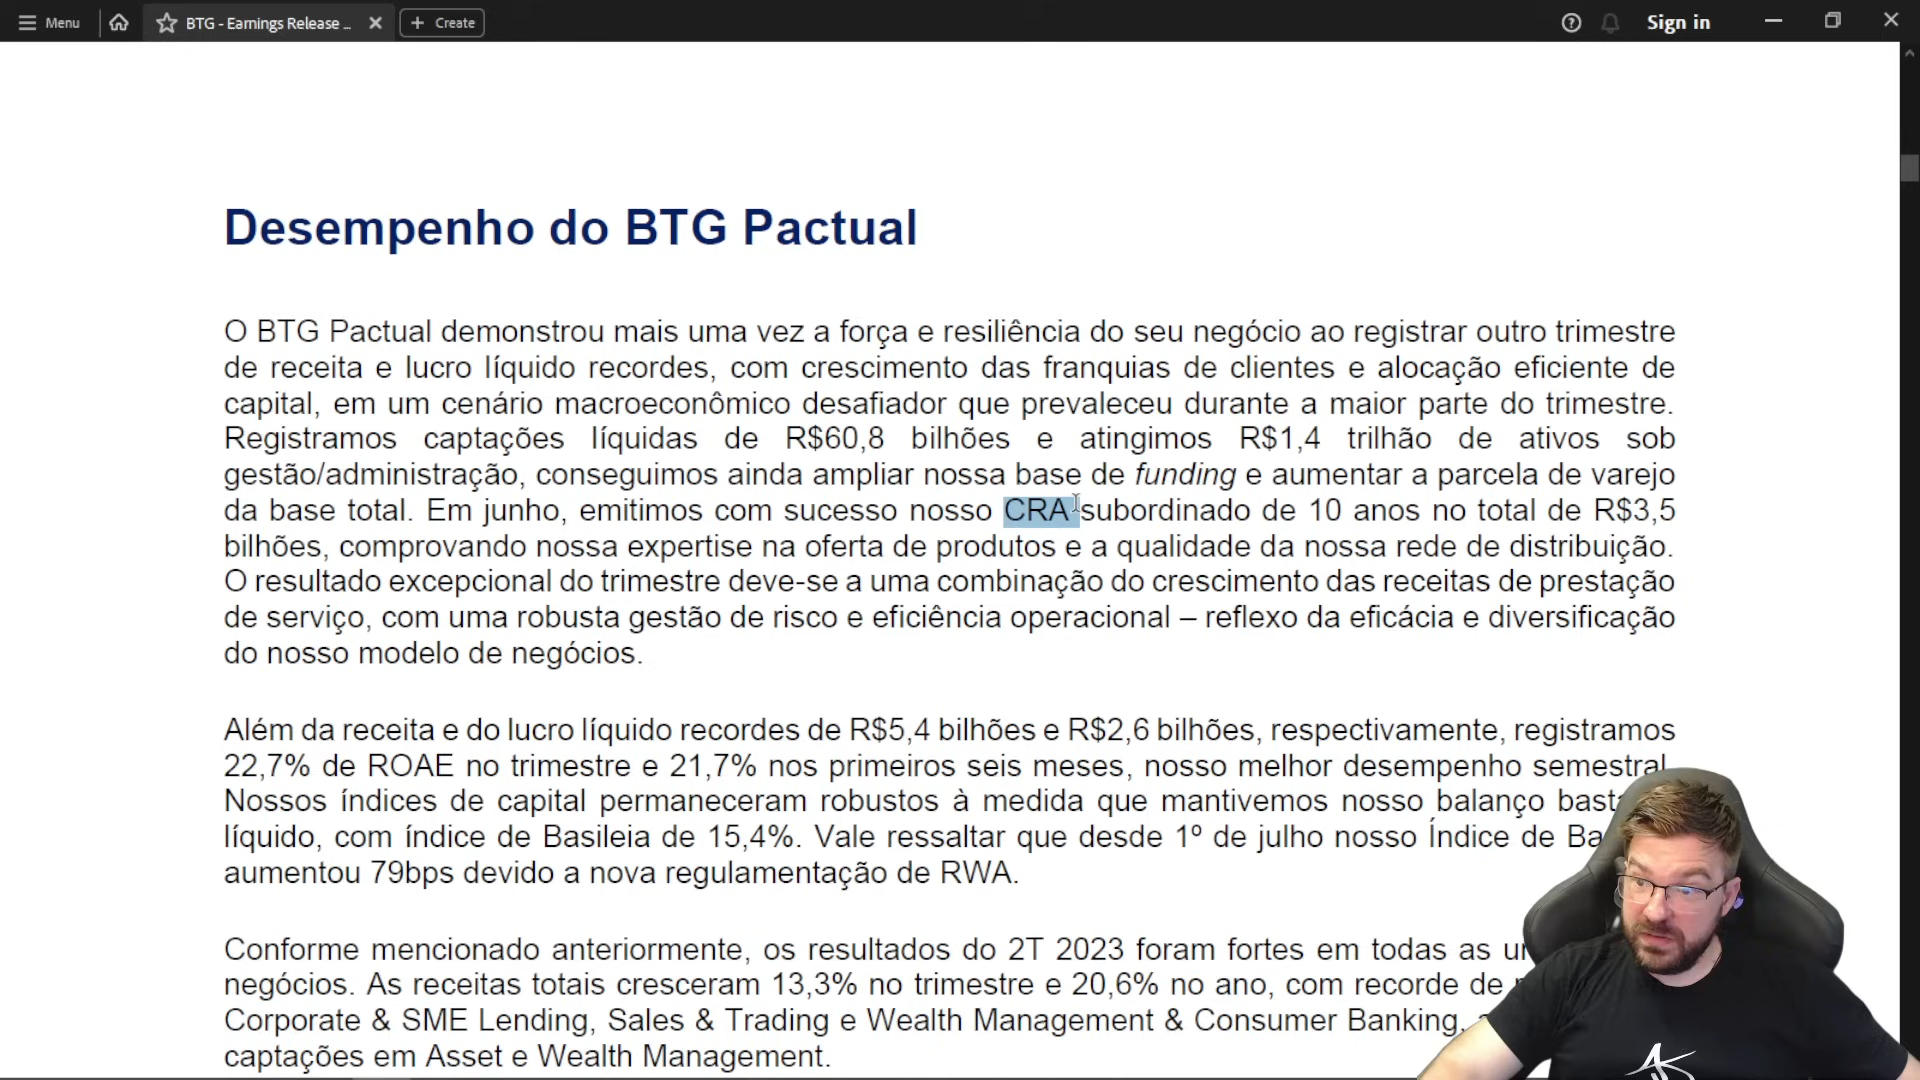 Menu
BTG - Earnings Release ...
Create
Sign in
Desempenho do BTG Pactual
O BTG Pactual demonstrou mais uma vez a força e resiliência do seu negócio ao registrar outro trimestre
de receita e lucro líquido recordes, com crescimento das franquias de clientes e alocação eficiente de
capital, em um cenário macroeconômico desafiador que prevaleceu durante a maior parte do trimestre.
Registramos captações líquidas de R$60,8 bilhões e atingimos R$1,4 trilhão de ativos sob
gestão/administração, conseguimos ainda ampliar nossa base de funding e aumentar a parcela de varejo
da base total. Em junho, emitimos com sucesso nosso CRA subordinado de 10 anos no total de R$3,5
bilhões, comprovando nossa expertise na oferta de produtos e a qualidade da nossa rede de distribuição.
O resultado excepcional do trimestre deve-se a uma combinação do crescimento das receitas de prestação
de serviço, com uma robusta gestão de risco e eficiência operacional – reflexo da eficácia e diversificação
do nosso modelo de negócios.
Além da receita e do lucro líquido recordes de R$5,4 bilhões e R$2,6 bilhões, respectivamente, registramos
22,7% de ROAE no trimestre e 21,7% nos primeiros seis meses, nosso melhor desempenho semestral.
Nossos índices de capital permaneceram robustos à medida que mantivemos nosso balanço
líquido, com índice de Basileia de 15,4%. Vale ressaltar que desde 1º de julho nosso Índice de
aumentou 79bps devido a nova regulamentação de RWA.
Conforme mencionado anteriormente, os resultados do 2T 2023 foram fortes em todas as
negócios. As receitas totais cresceram 13,3% no trimestre e 20,6% no ano, com recorde de
Corporate & SME Lending, Sales & Trading e Wealth Management & Consumer Banking,
captações em Asset e Wealth Management.